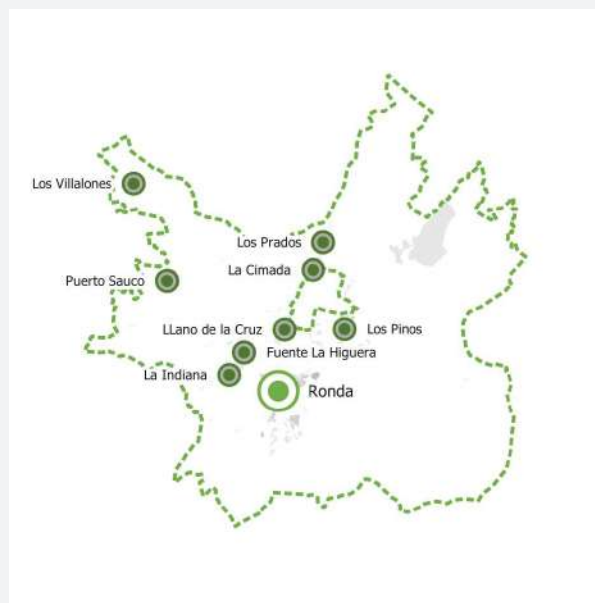 Los Villalones
Los Prados
La Cimada
Puerto Sauco
LLano de la Cruz
Los Pinos
Fuente La Higuera
La Indiana
Ronda